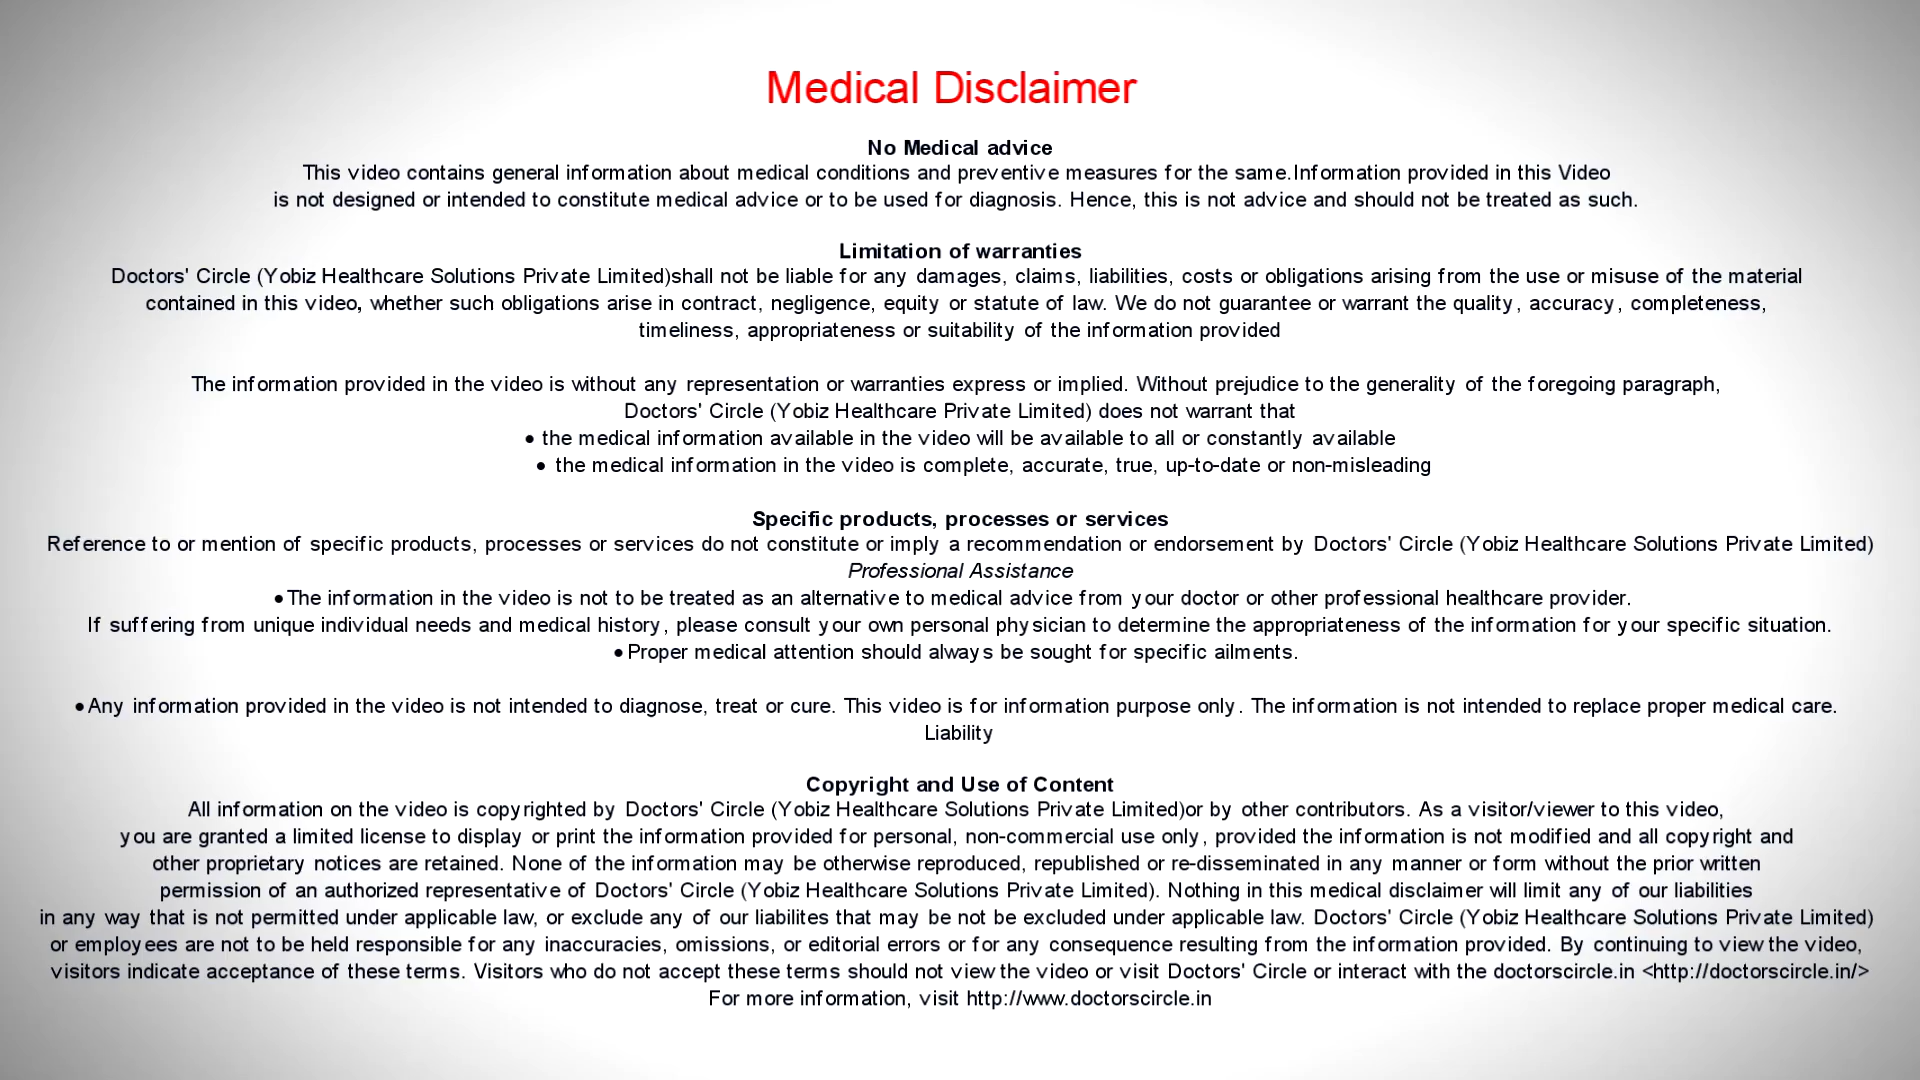 Medical Disclaimer
No Medical advice
This video contains general information about medical conditions and preventive measures for the same.Information provided in this Video
is not designed or intended to constitute medical advice or to be used for diagnosis. Hence, this is not advice and should not be treated as such.
Limitation of warranties
Doctors' Circle (Yobiz Healthcare Solutions Private Limited)shall not be liable for any damages, claims, liabilities, costs or obligations arising from the use or misuse of the material
contained in this video, whether such obligations arise in contract, negligence, equity or statute of law. We do not guarantee or warrant the quality, accuracy, completeness,
timeliness, appropriateness or suitability of the information provided
The information provided in the video is without any representation or warranties express or implied. Without prejudice to the generality of the foregoing paragraph,
Doctors' Circle (Yobiz Healthcare Private Limited) does not warrant that
• the medical information available in the video will be available to all or constantly available
• the medical information in the video is complete, accurate, true, up-to-date or non-misleading
Specific products, processes or services
Reference to or mention of specific products, processes or services do not constitute or imply a recommendation or endorsement by Doctors' Circle (Yobiz Healthcare Solutions Private Limited)
Professional Assistance
•The information in the video is not to be treated as an alternative to medical advice from your doctor or other professional healthcare provider.
If suffering from unique individual needs and medical history, please consult your own personal physician to determine the appropriateness of the information for your specific situation.
•Proper medical attention should always be sought for specific ailments.
•Any information provided in the video is not intended to diagnose, treat or cure. This video is for information purpose only. The information is not intended to replace proper medical care.
Liability
Copyright and Use of Content
All information on the video is copyrighted by Doctors' Circle (Yobiz Healthcare Solutions Private Limited)or by other contributors. As a visitor/viewer to this video,
you are granted a limited license to display or print the information provided for personal, non-commercial use only, provided the information is not modified and all copyright and
other proprietary notices are retained. None of the information may be otherwise reproduced, republished or re-disseminated in any manner or form without the prior written
permission of an authorized representative of Doctors' Circle (Yobiz Healthcare Solutions Private Limited). Nothing in this medical disclaimer will limit any of our liabilities
in any way that is not permitted under applicable law, or exclude any of our liabilites that may be not be excluded under applicable law. Doctors' Circle (Yobiz Healthcare Solutions Private Limited)
or employees are not to be held responsible for any inaccuracies, omissions, or editorial errors or for any consequence resulting from the information provided. By continuing to view the video,
visitors indicate acceptance of these terms. Visitors who do not accept these terms should not view the video or visit Doctors' Circle or interact with the doctorscircle.in <http://doctorscircle.in/>
For more information, visit http://www.doctorscircle.in